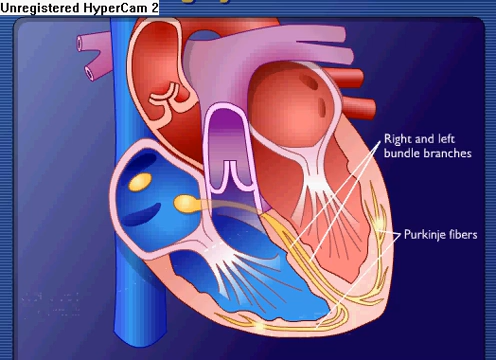 Unregistered HyperCam 2
Right and left
bundle branches
Purkinje fibers